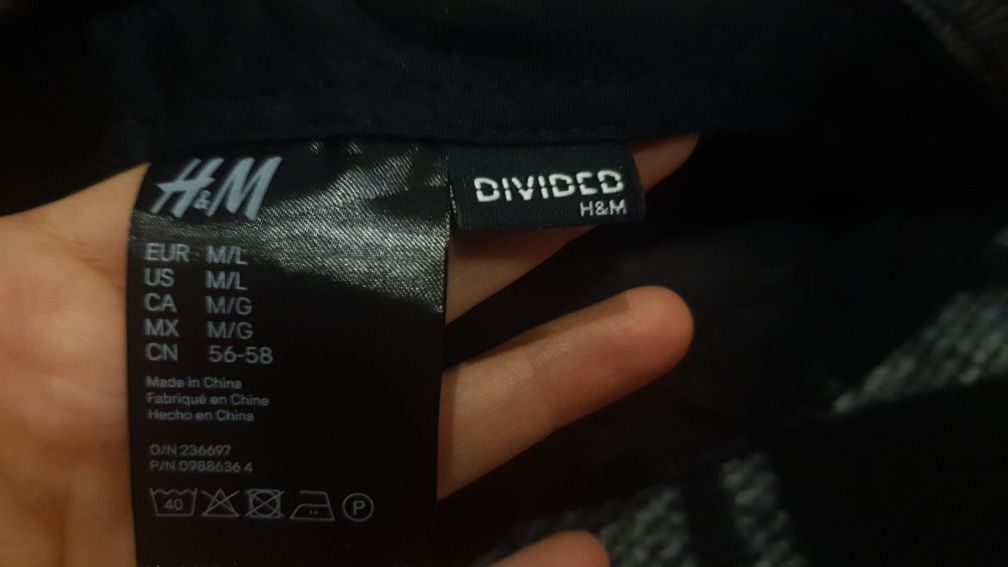 H&M
DIVIDED
H&M
EUR M/L
US M/L
CA M/G
MX M/G
CN 56-58
Made in China
Fabriqué en Chine
Hecho en China
O/N 236697
P/N 0988636 4
40
P